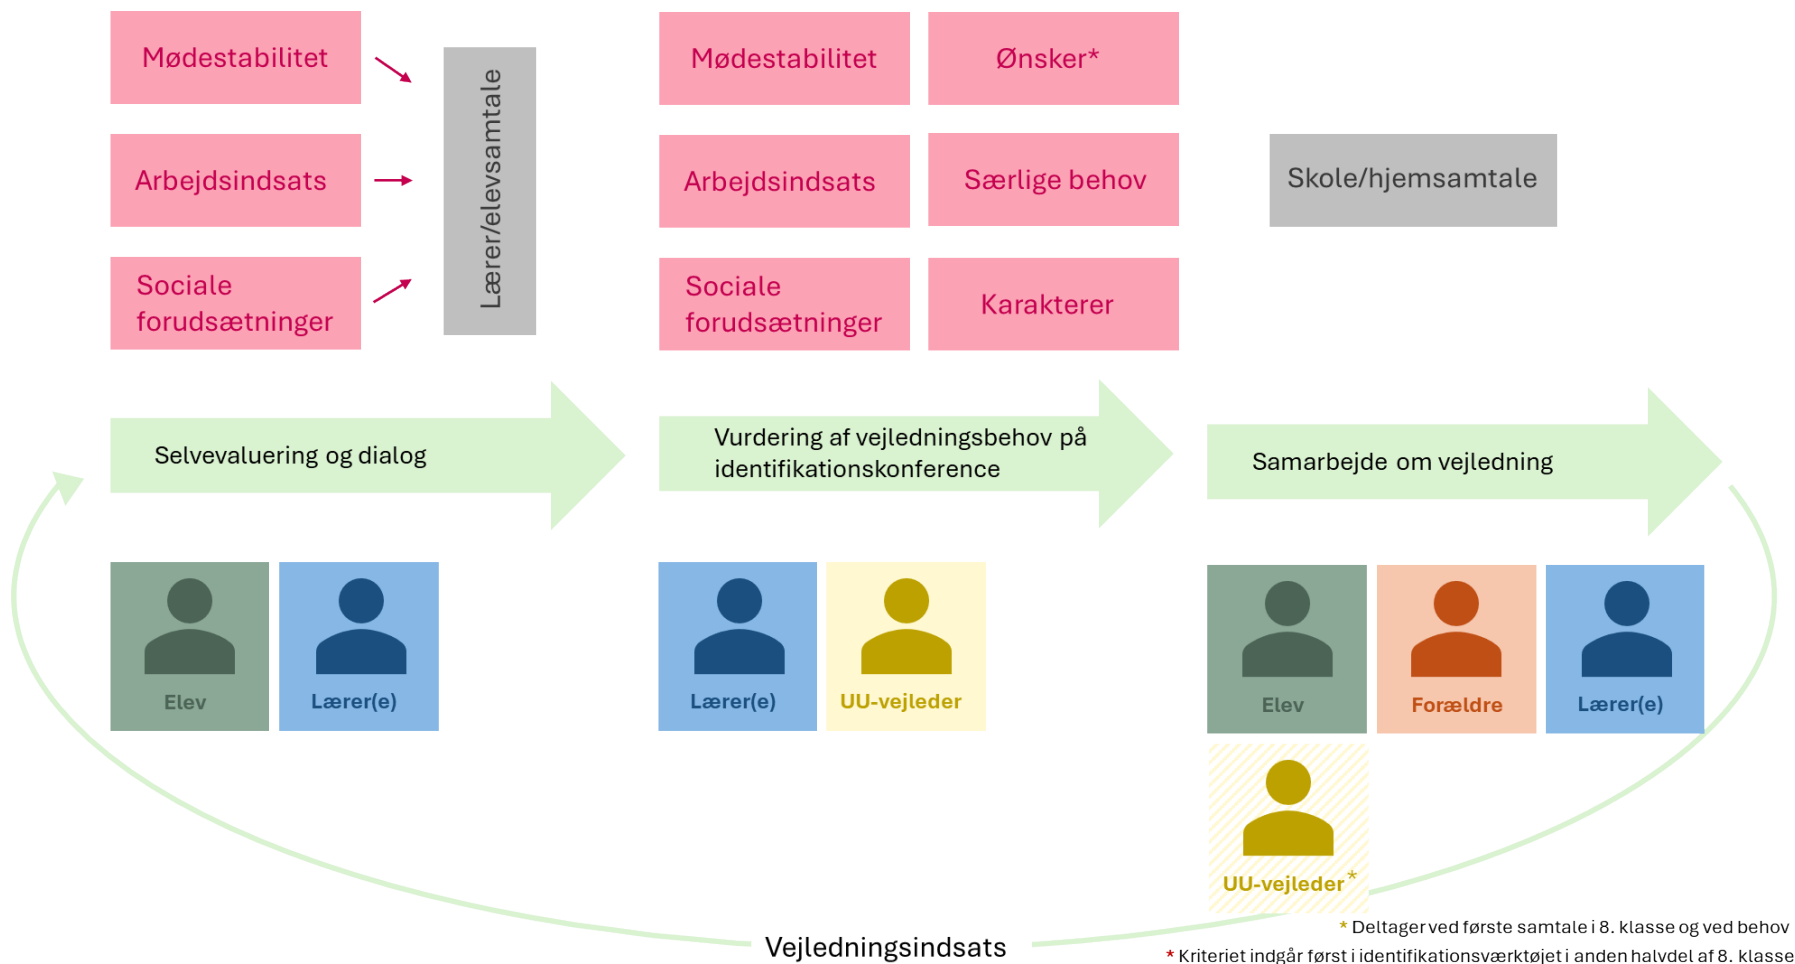 Mødestabilitet
Arbejdsindsats
Sociale
forudsætninger
Lærer/elevsamtale
Mødestabilitet
Ønsker*
Arbejdsindsats
Særlige behov
Sociale
forudsætninger
Karakterer
Skole/hjemsamtale
Selvevaluering og dialog
Vurdering af vejledningsbehov på
identifikationskonference
Samarbejde om vejledning
Elev
Lærer(e)
Lærer(e)
UU-vejleder
Elev
Forældre
Lærer(e)
UU-vejleder*
Vejledningsindsats
* Deltager ved første samtale i 8. klasse og ved behov
* Kriteriet indgår først i identifikationsværktøjet i anden halvdel af 8. klasse